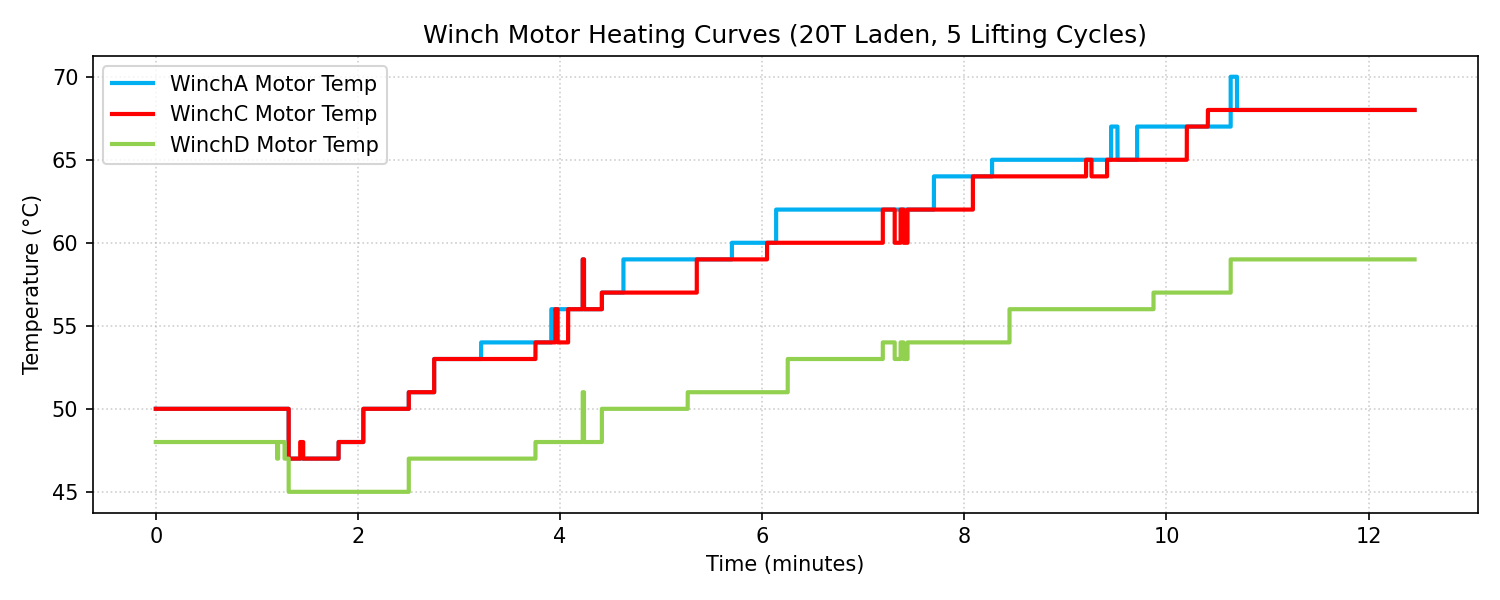 Winch Motor Heating Curves (20T Laden, 5 Lifting Cycles)
WinchA Motor Temp
WinchC Motor Temp
WinchD Motor Temp
Temperature (°C)
70
65
60
55
50
45
0 2 4 6 8 10 12
Time (minutes)